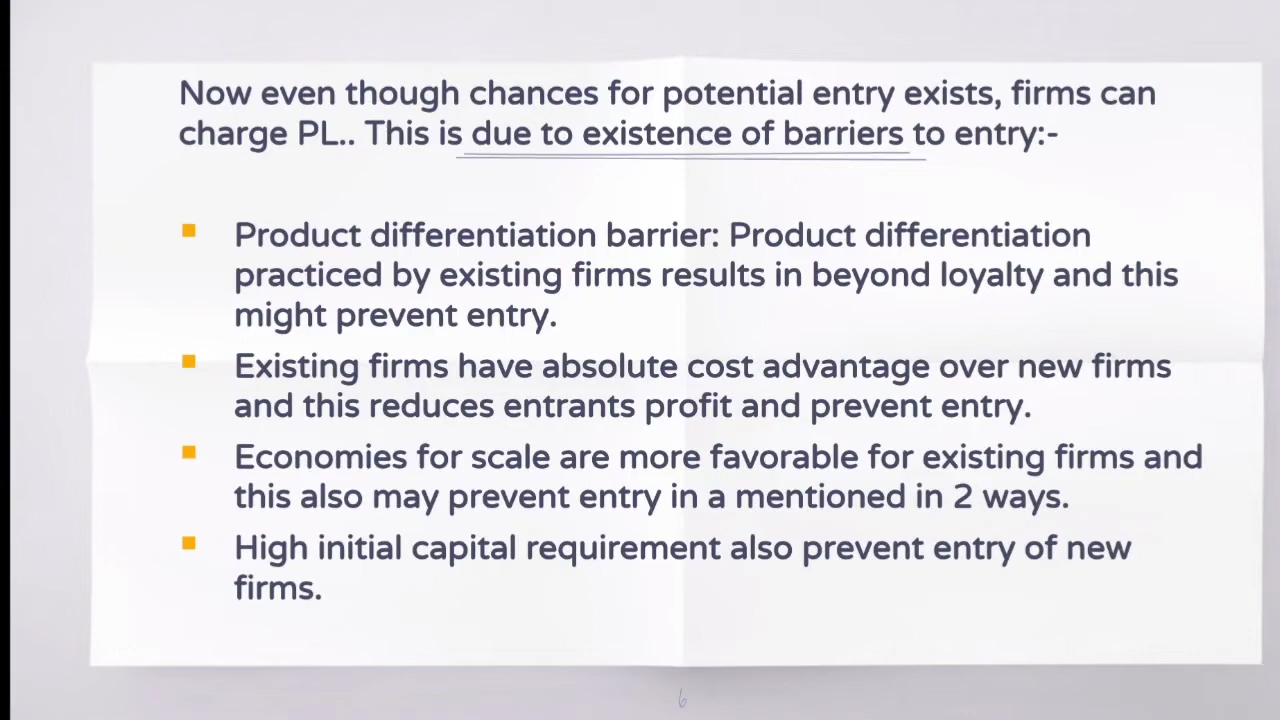 Now even though chances for potential entry exists, firms can
charge PL.. This is due to existence of barriers to entry:-
Product differentiation barrier: Product differentiation
practiced by existing firms results in beyond loyalty and this
might prevent entry.
Existing firms have absolute cost advantage over new firms
and this reduces entrants profit and prevent entry.
Economies for scale are more favorable for existing firms and
this also may prevent entry in a mentioned in 2 ways.
High initial capital requirement also prevent entry of new
firms.
6